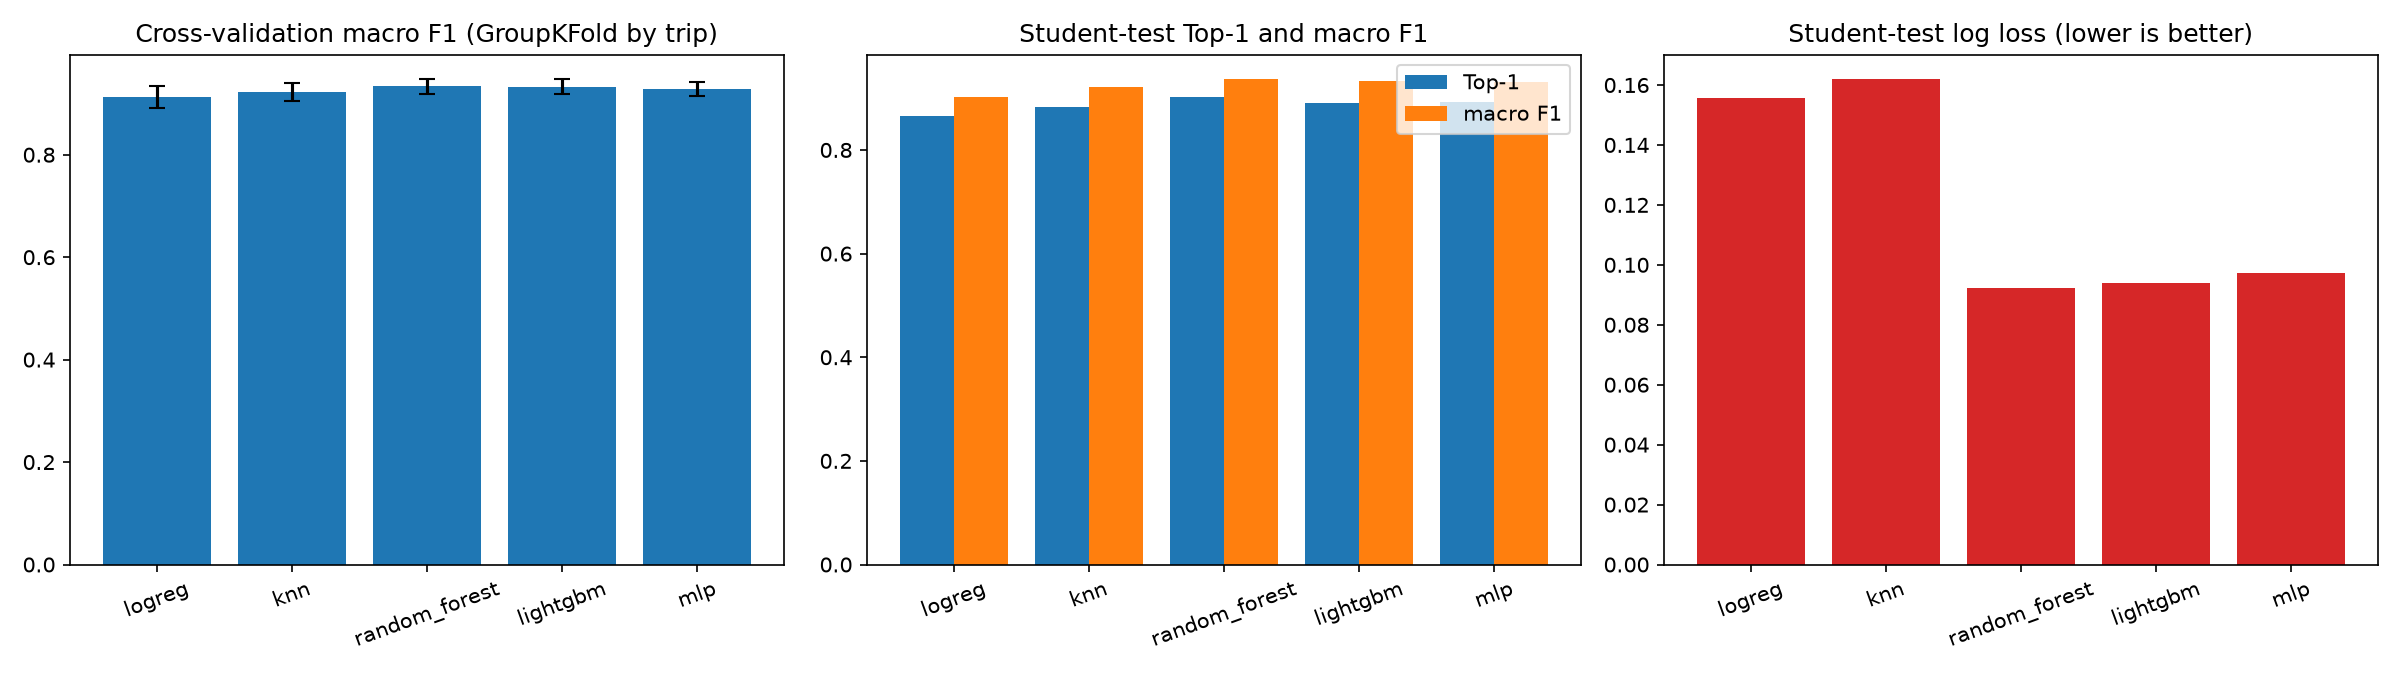 Cross-validation macro F1 (GroupKFold by trip)
0.8
0.6
0.4
0.2
0.0
logreg
knn
random_forest
lightgbm
mlp
Student-test Top-1 and macro F1
Top-1
macro F1
0.8
0.6
0.4
0.2
0.0
logreg
knn
random_forest
lightgbm
mlp
Student-test log loss (lower is better)
0.16
0.14
0.12
0.10
0.08
0.06
0.04
0.02
0.00
logreg
knn
random_forest
lightgbm
mlp